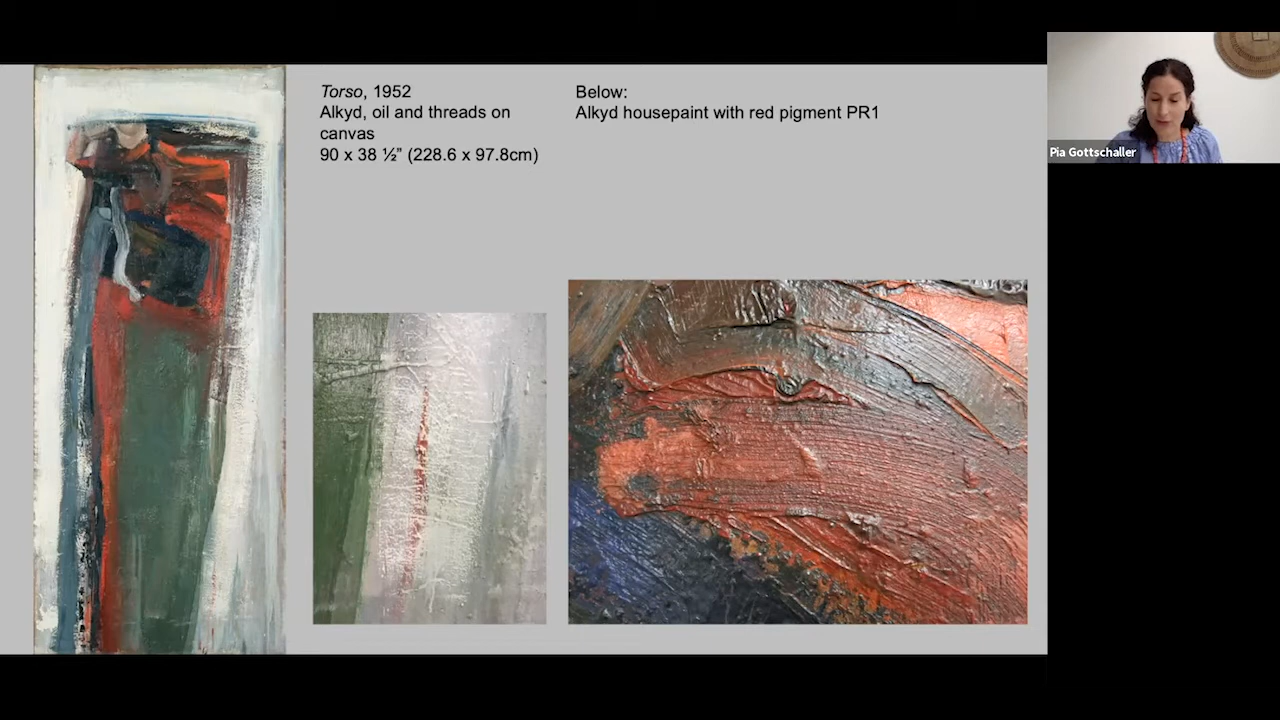 Torso, 1952
Alkyd, oil and threads on
canvas
90 x 38 ½” (228.6 x 97.8cm)
Below:
Alkyd housepaint with red pigment PR1
Pia Gottschaller